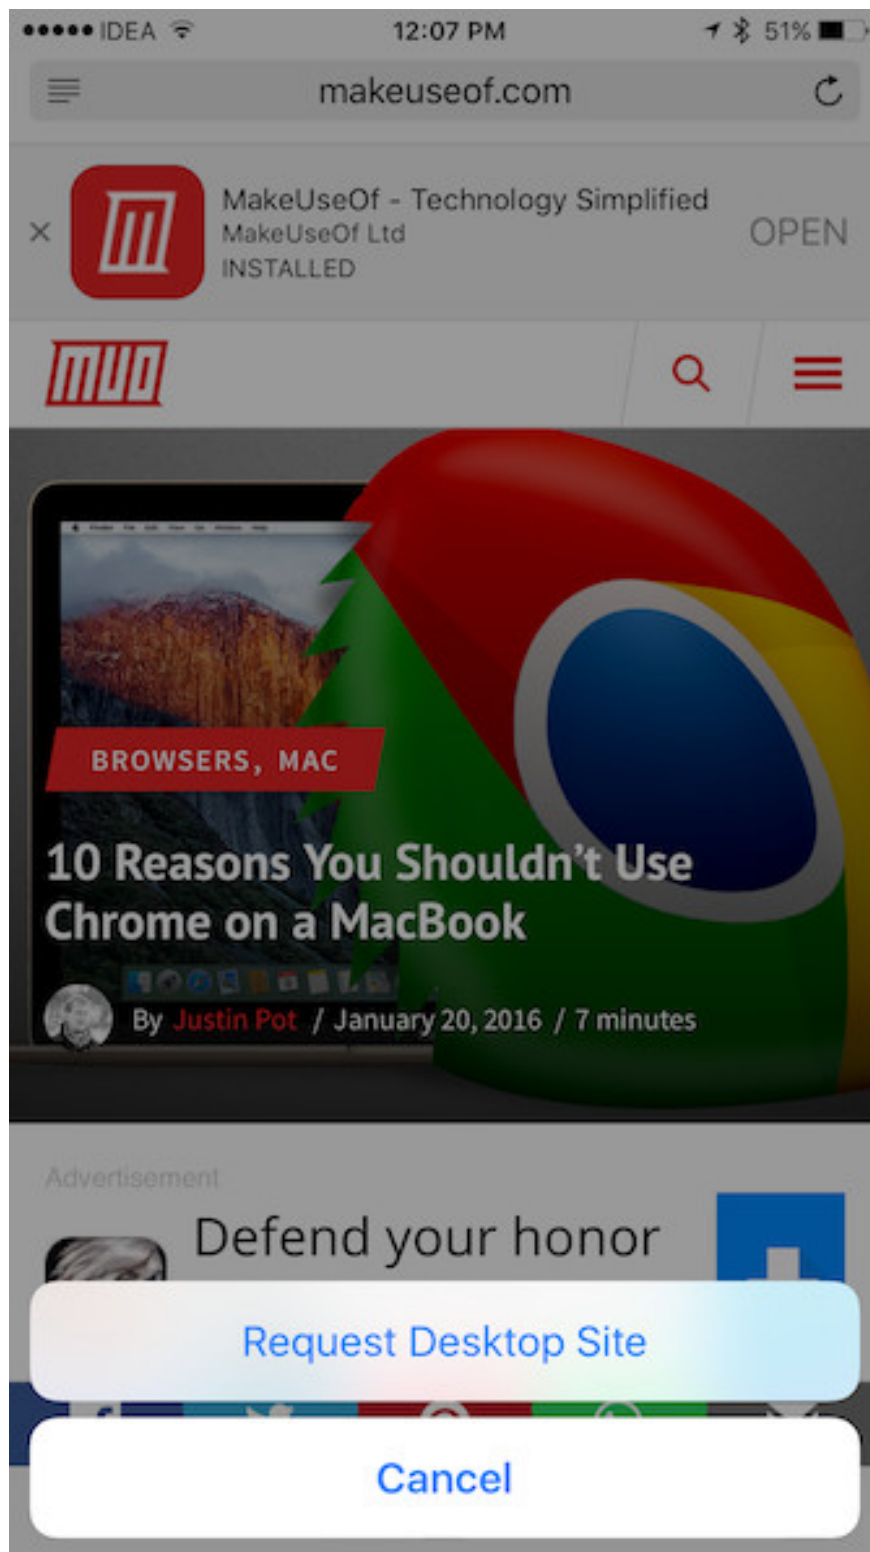 IDEA 12:07 PM 51%
makeuseof.com
MakeUseOf - Technology Simplified
MakeUseOf Ltd
INSTALLED
OPEN
MUO
BROWSERS, MAC
10 Reasons You Shouldn't Use
Chrome on a MacBook
By Justin Pot / January 20, 2016 / 7 minutes
Advertisement
Defend your honor
Request Desktop Site
Cancel